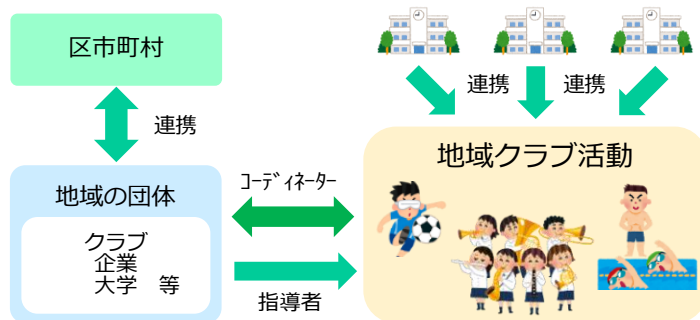 区市町村
連携
連携
連携
地域の団体
クラブ
企業
大学 等
コーディネーター
指導者
地域クラブ活動